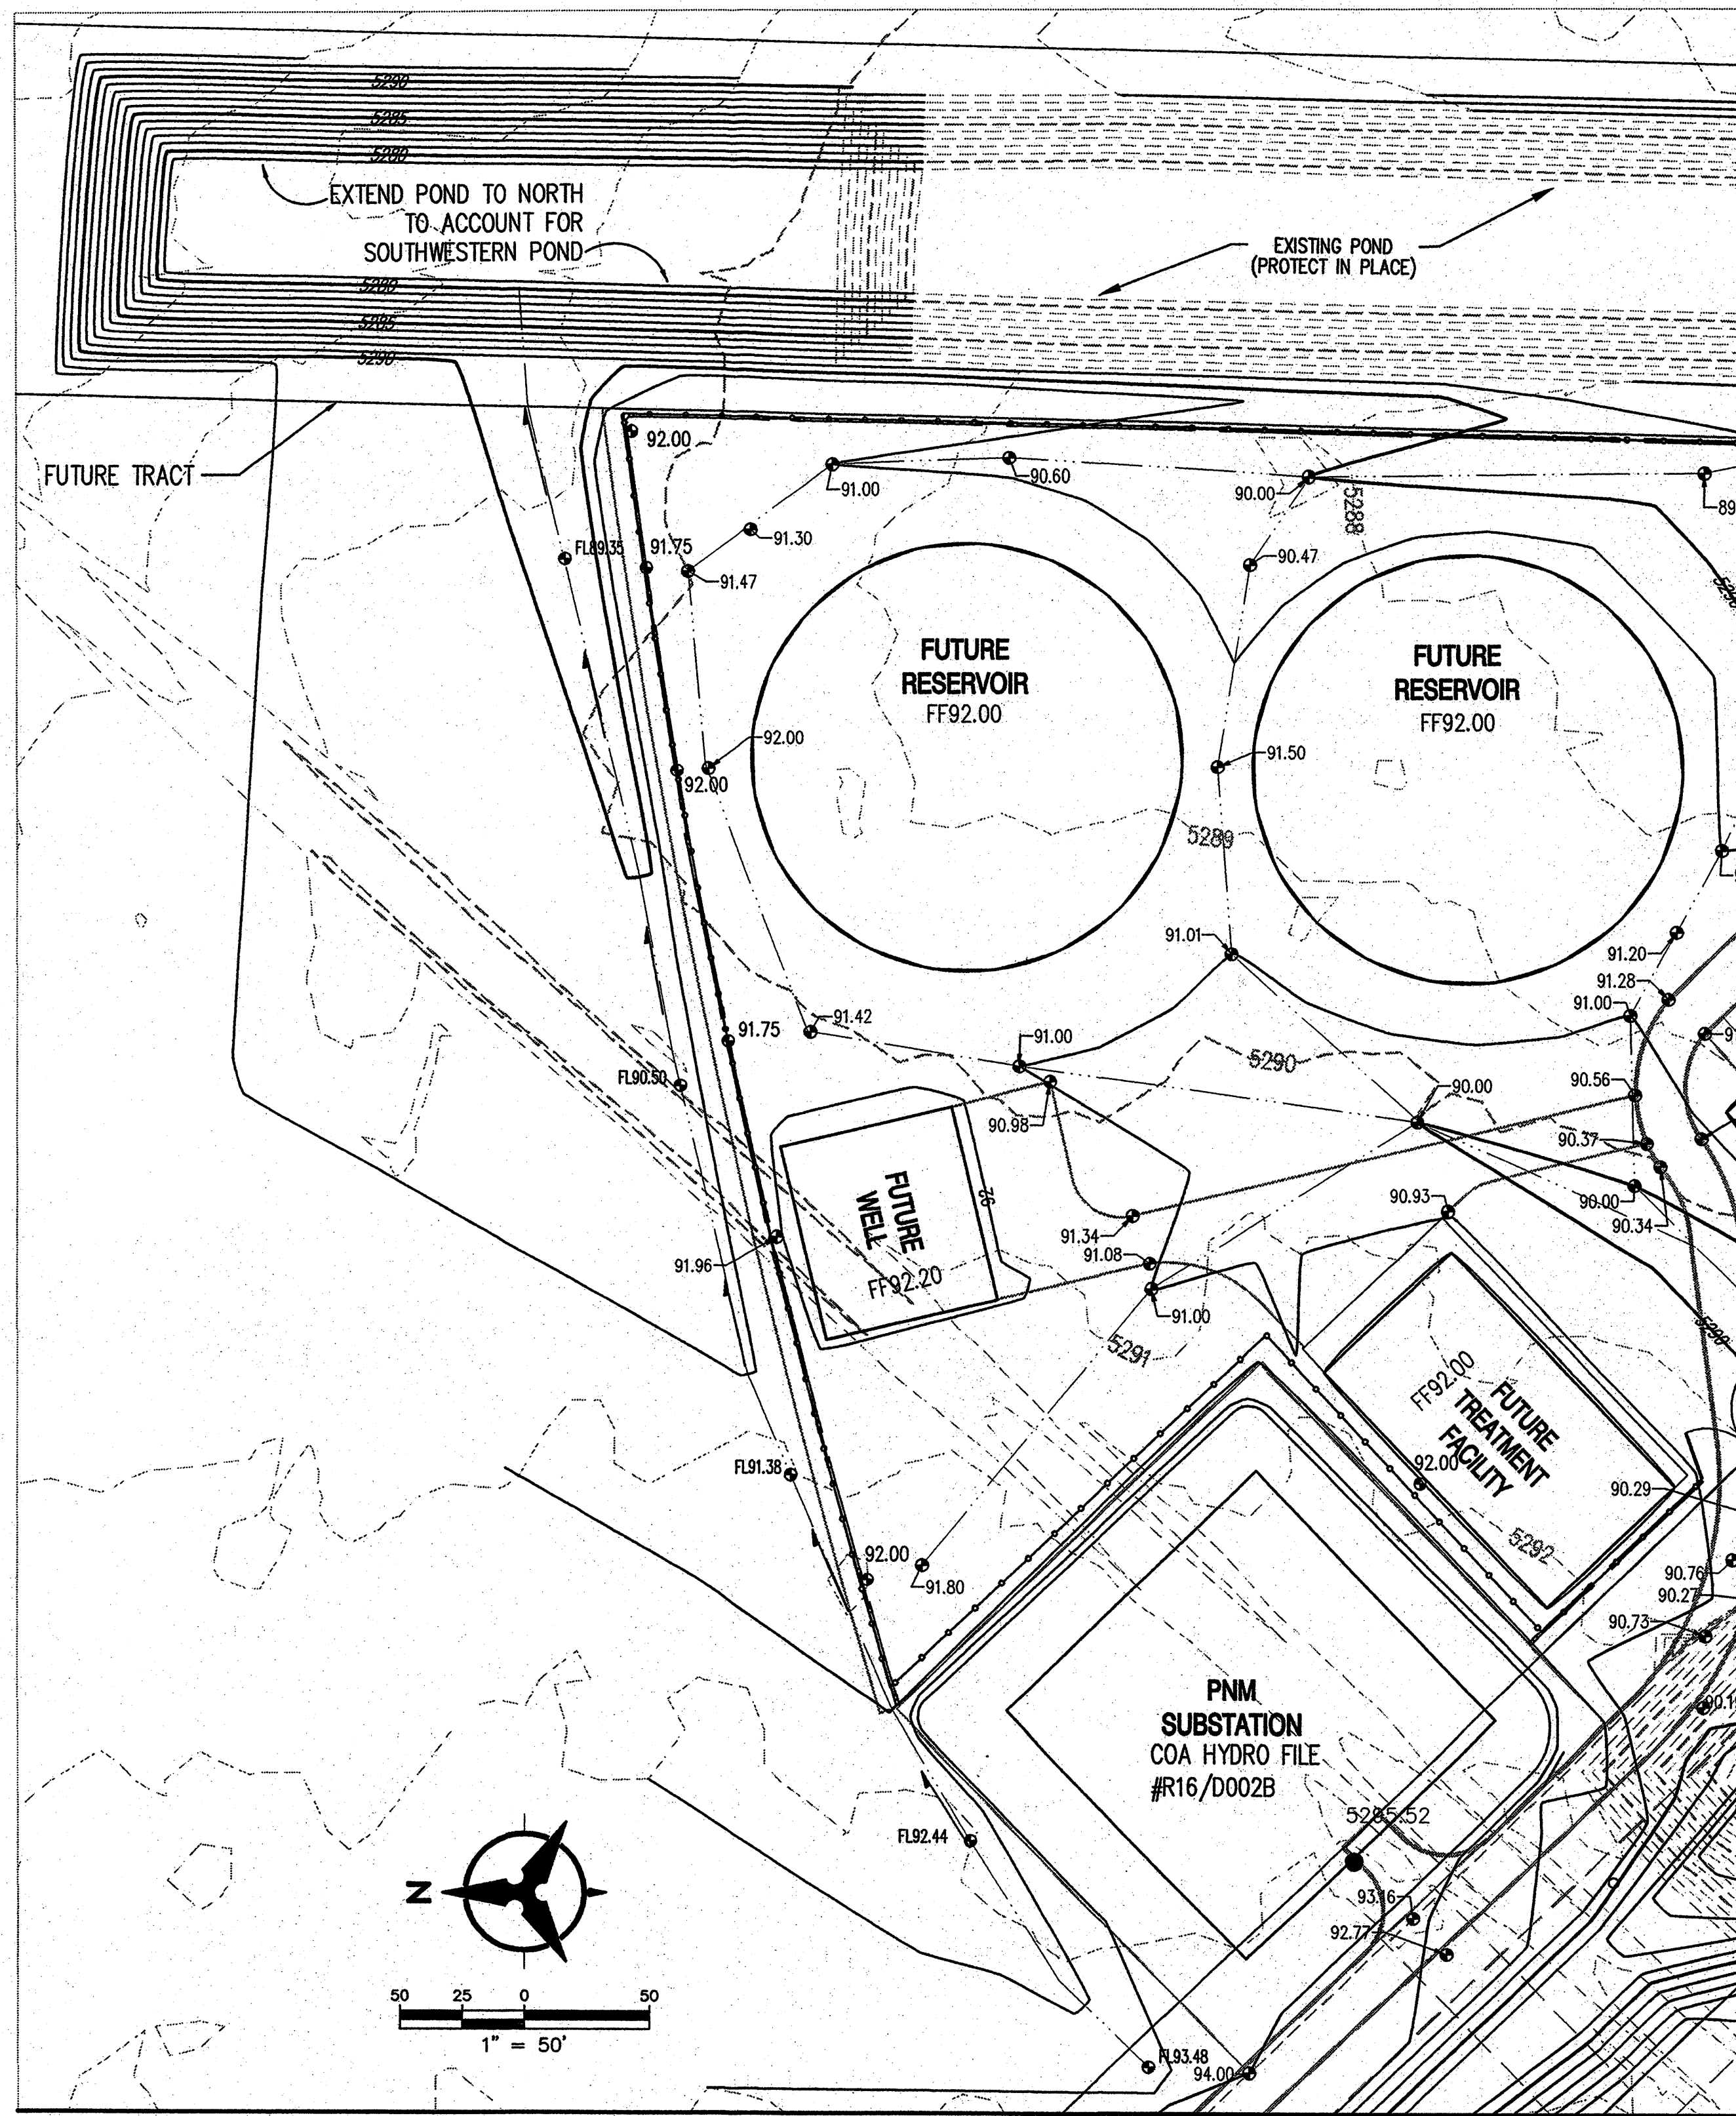 5290
5285
5280
EXTEND POND TO NORTH
TO ACCOUNT FOR
SOUTHWESTERN POND
EXISTING POND
(PROTECT IN PLACE)
5280
5285
5290
FUTURE TRACT
92.00
91.00
90.60
90.00
5288
89
91.30
90.47
FL89.35
91.75
91.47
FUTURE
RESERVOIR
FF92.00
FUTURE
RESERVOIR
FF92.00
92.00
92.00
91.50
5289
91.01
91.20
91.28
91.00
91.75
91.42
91.00
5290
FL90.50
90.98
90.00
90.56
90.37
90.00
90.34
FUTURE
WELL
FF92.20
92
91.96
91.34
91.08
90.93
91.00
5291
5290
FF92.00
FUTURE
TREATMENT
FACILITY
92.00
90.29
FL91.38
5292
92.00
91.80
90.76
90.27
90.73
PNM
SUBSTATION
COA HYDRO FILE
#R16/D002B
5295.52
FL92.44
93.16
92.77
N
50 25 0 50
1" = 50'
FL93.48
94.00